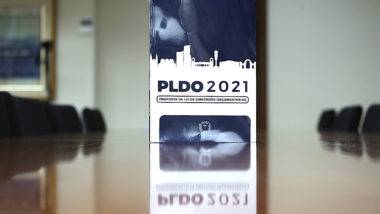 PLDO 2021
PROPOSTA DE LEI DE DIRETRIZES ORÇAMENTÁRIAS